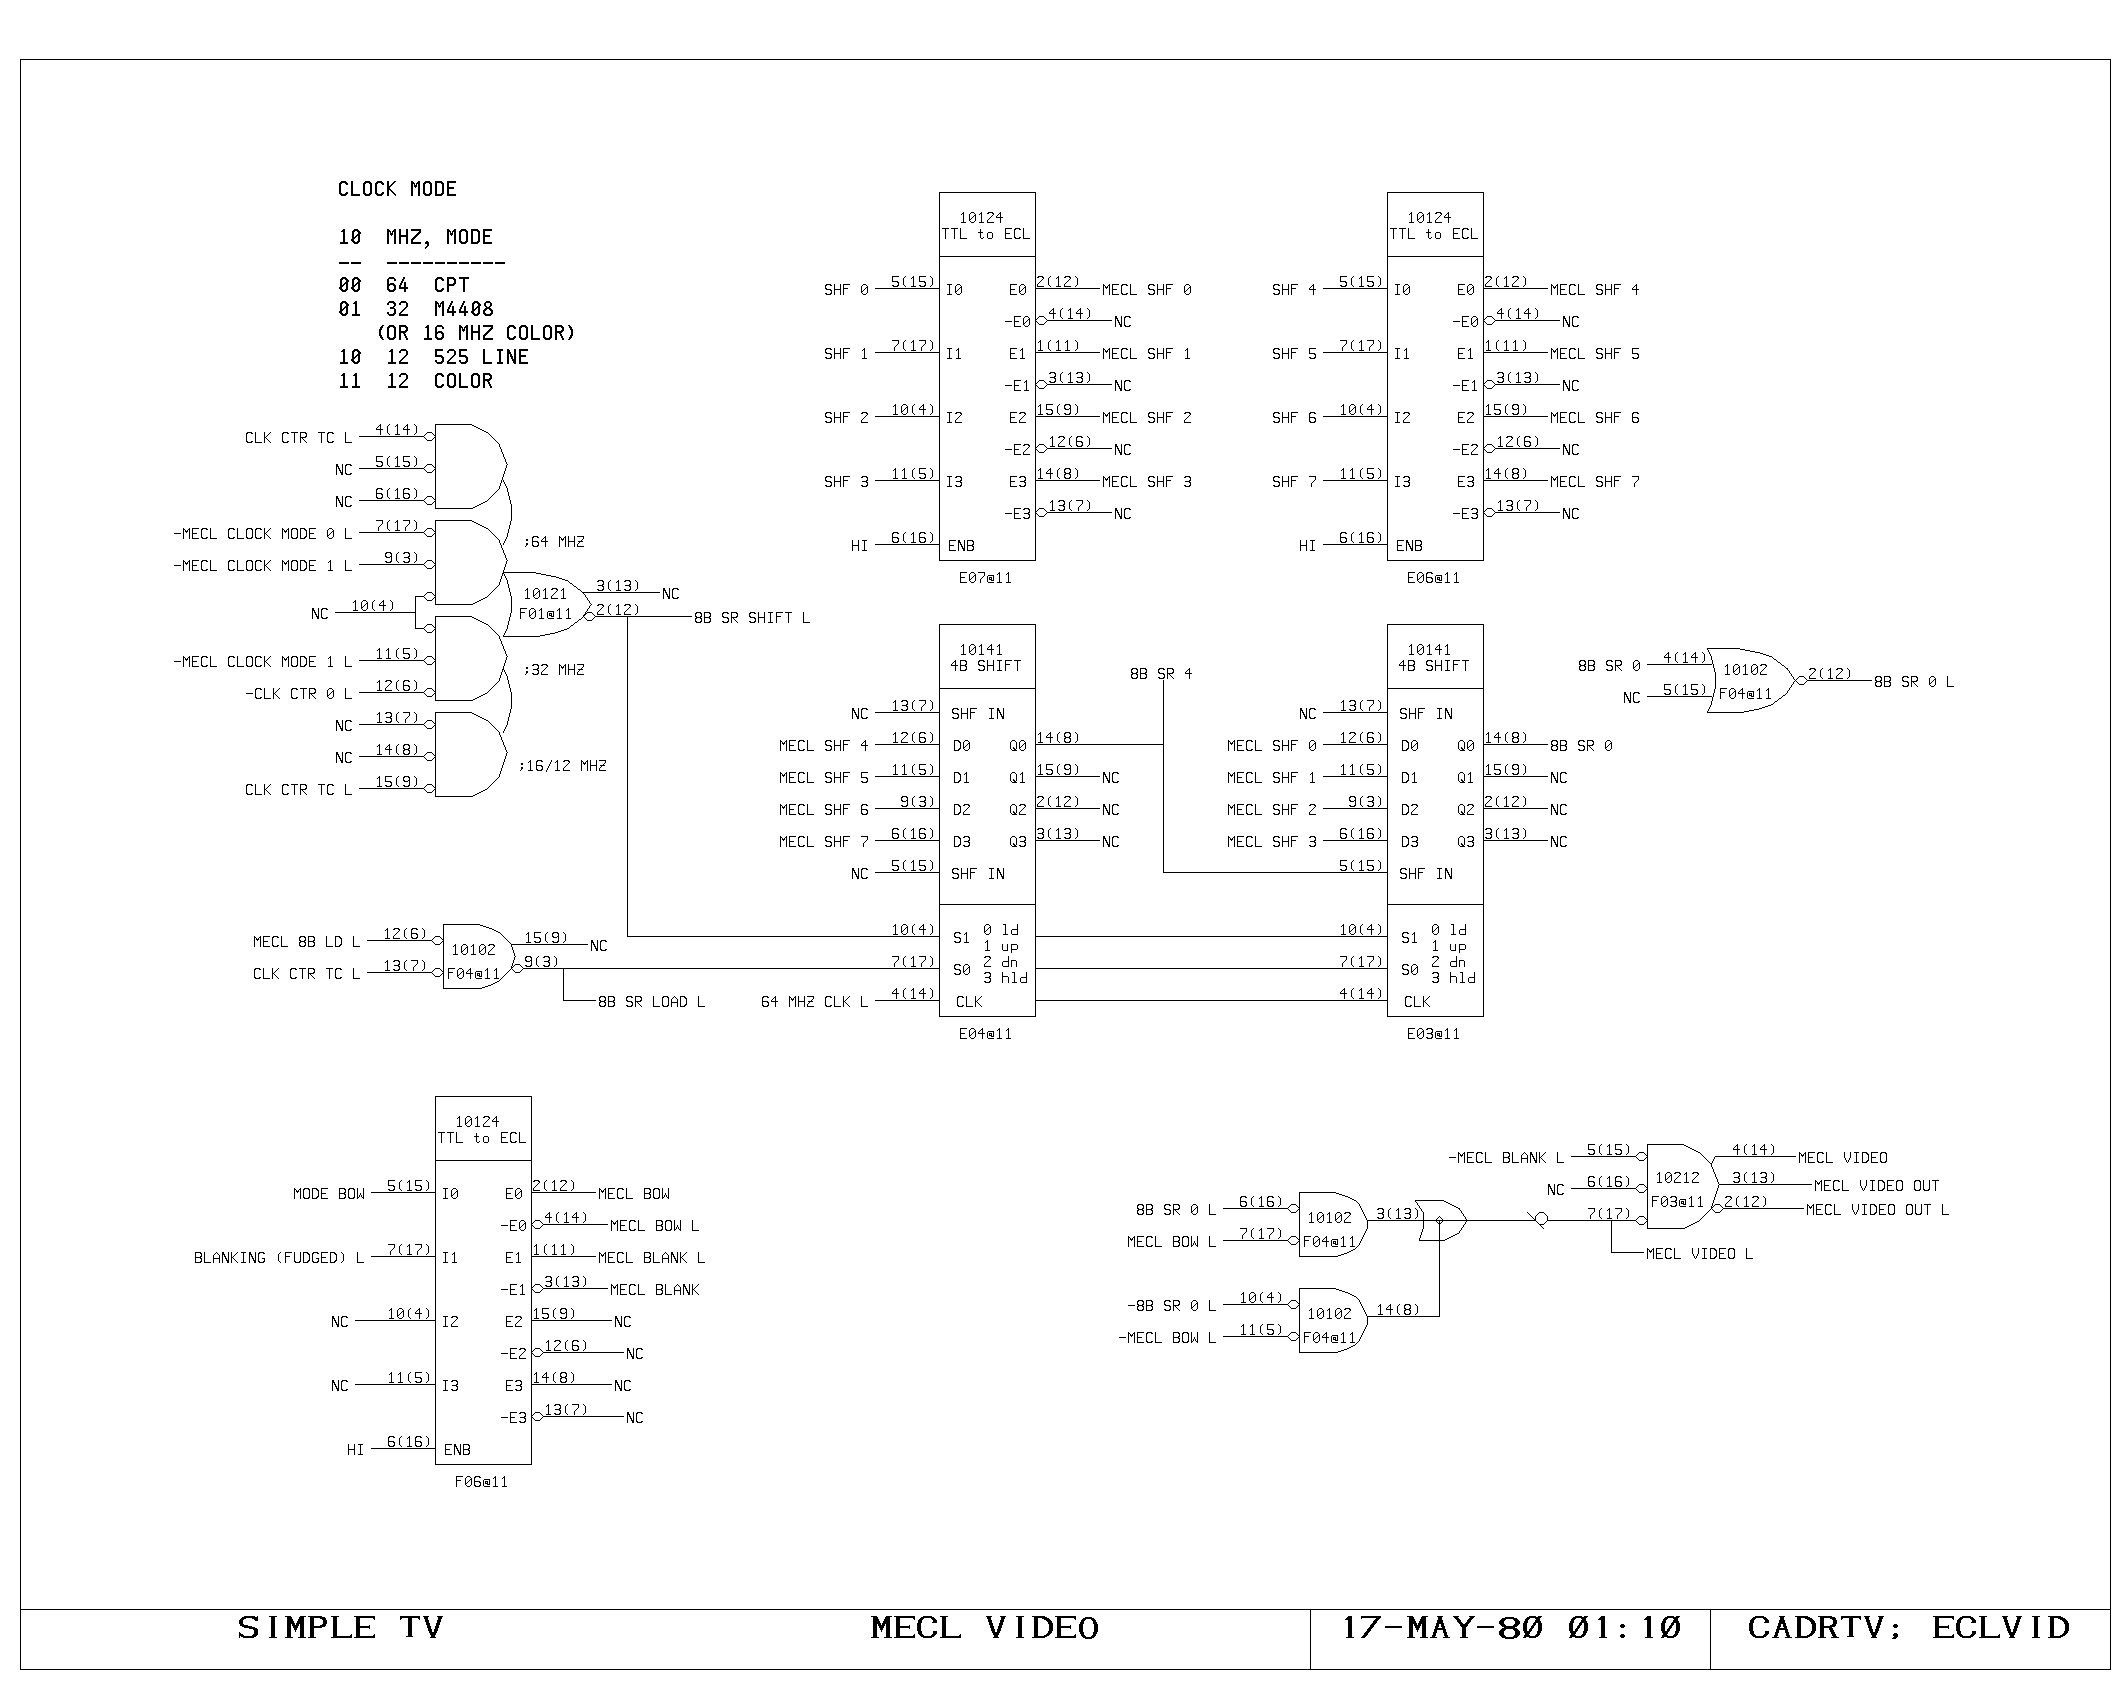 CLOCK MODE
10 MHZ, MODE
-- ----------
00 64 CPT
01 32 M4408
(OR 16 MHZ COLOR)
10 12 525 LINE
11 12 COLOR
CLK CTR TC L 4(14)
NC 5(15)
NC 6(16)
-MECL CLOCK MODE 0 L 7(17)
;64 MHZ
-MECL CLOCK MODE 1 L 9(3)
NC 10(4)
10121
F01@11
3(13) NC
2(12) 8B SR SHIFT L
-MECL CLOCK MODE 1 L 11(5)
;32 MHZ
-CLK CTR 0 L 12(6)
NC 13(7)
NC 14(8)
;16/12 MHZ
CLK CTR TC L 15(9)
10124
TTL to ECL
SHF 0 5(15) I0 E0 2(12) MECL SHF 0
-E0 4(14) NC
SHF 1 7(17) I1 E1 1(11) MECL SHF 1
-E1 3(13) NC
SHF 2 10(4) I2 E2 15(9) MECL SHF 2
-E2 12(6) NC
SHF 3 11(5) I3 E3 14(8) MECL SHF 3
-E3 13(7) NC
HI 6(16) ENB
E07@11
10124
TTL to ECL
SHF 4 5(15) I0 E0 2(12) MECL SHF 4
-E0 4(14) NC
SHF 5 7(17) I1 E1 1(11) MECL SHF 5
-E1 3(13) NC
SHF 6 10(4) I2 E2 15(9) MECL SHF 6
-E2 12(6) NC
SHF 7 11(5) I3 E3 14(8) MECL SHF 7
-E3 13(7) NC
HI 6(16) ENB
E06@11
10141
4B SHIFT
8B SR 4
NC 13(7) SHF IN
MECL SHF 4 12(6) D0 Q0 14(8)
MECL SHF 5 11(5) D1 Q1 15(9) NC
MECL SHF 6 9(3) D2 Q2 2(12) NC
MECL SHF 7 6(16) D3 Q3 3(13) NC
NC 5(15) SHF IN
10(4) S1 0 ld
1 up
7(17) S0 2 dn
3 hld
64 MHZ CLK L 4(14) CLK
E04@11
10141
4B SHIFT
NC 13(7) SHF IN
MECL SHF 0 12(6) D0 Q0 14(8) 8B SR 0
MECL SHF 1 11(5) D1 Q1 15(9) NC
MECL SHF 2 9(3) D2 Q2 2(12) NC
MECL SHF 3 6(16) D3 Q3 3(13) NC
5(15) SHF IN
10(4) S1 0 ld
1 up
7(17) S0 2 dn
3 hld
4(14) CLK
E03@11
8B SR 0 4(14)
NC 5(15)
10102
F04@11
2(12) 8B SR 0 L
MECL 8B LD L 12(6)
CLK CTR TC L 13(7)
10102
F04@11
15(9) NC
9(3)
8B SR LOAD L
10124
TTL to ECL
MODE BOW 5(15) I0 E0 2(12) MECL BOW
-E0 4(14) MECL BOW L
BLANKING (FUDGED) L 7(17) I1 E1 1(11) MECL BLANK L
-E1 3(13) MECL BLANK
NC 10(4) I2 E2 15(9) NC
-E2 12(6) NC
NC 11(5) I3 E3 14(8) NC
-E3 13(7) NC
HI 6(16) ENB
F06@11
8B SR 0 L 6(16)
MECL BOW L 7(17)
10102
F04@11
3(13)
-8B SR 0 L 10(4)
-MECL BOW L 11(5)
10102
F04@11
14(8)
-MECL BLANK L 5(15)
NC 6(16)
7(17)
MECL VIDEO L
10212
F03@11
4(14) MECL VIDEO
3(13) MECL VIDEO OUT
2(12) MECL VIDEO OUT L
SIMPLE TV
MECL VIDEO
17-MAY-80 01:10
CADRTV; ECLVID